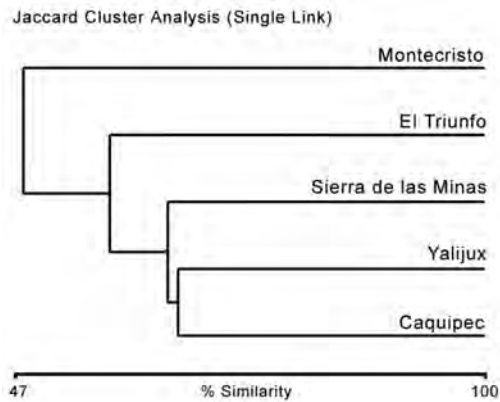 Jaccard Cluster Analysis (Single Link)
Montecristo
El Triunfo
Sierra de las Minas
Yalijux
Caquipec
47 % Similarity 100